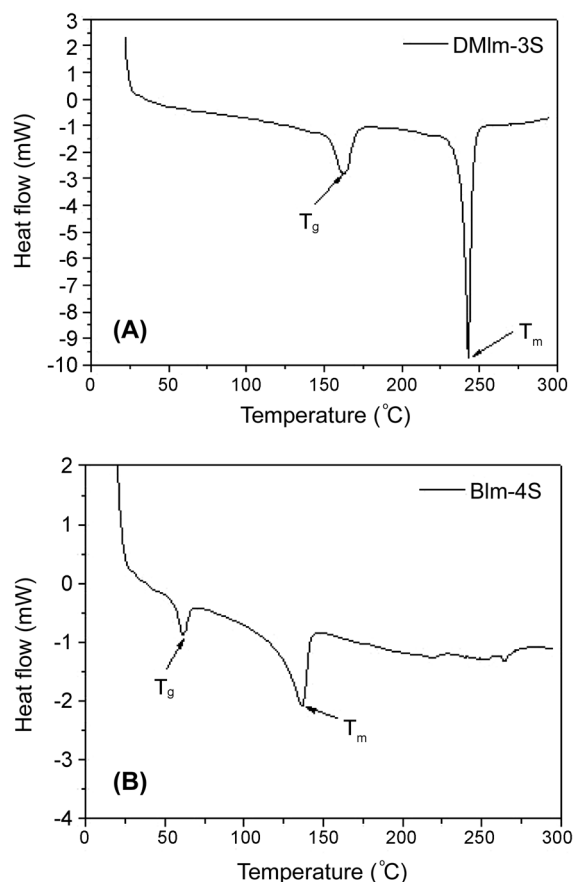 3
2
1
0
-1
-2
-3
-4
-5
-6
-7
-8
-9
-10
Heat flow (mW)
DMIm-3S
Tg
Tm
(A)
0 50 100 150 200 250 300
Temperature (°C)
2
1
0
-1
-2
-3
-4
Heat flow (mW)
BIm-4S
Tg
Tm
(B)
0 50 100 150 200 250 300
Temperature (°C)